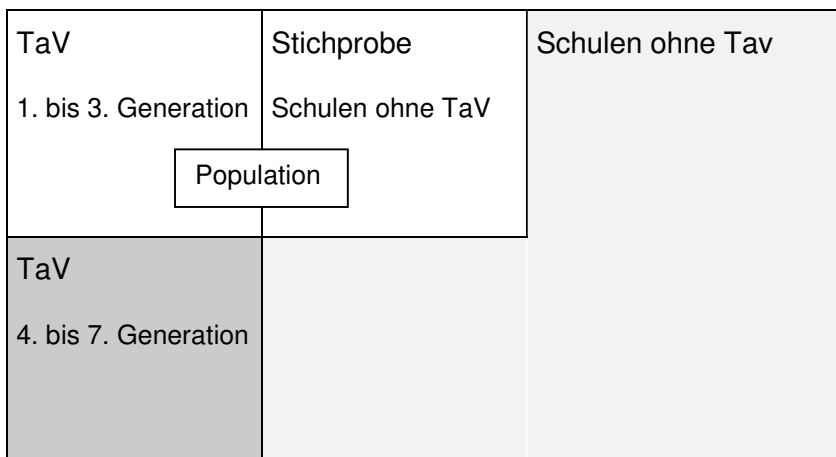 TaV
1. bis 3. Generation
Stichprobe
Schulen ohne TaV
Schulen ohne Tav
Population
TaV
4. bis 7. Generation